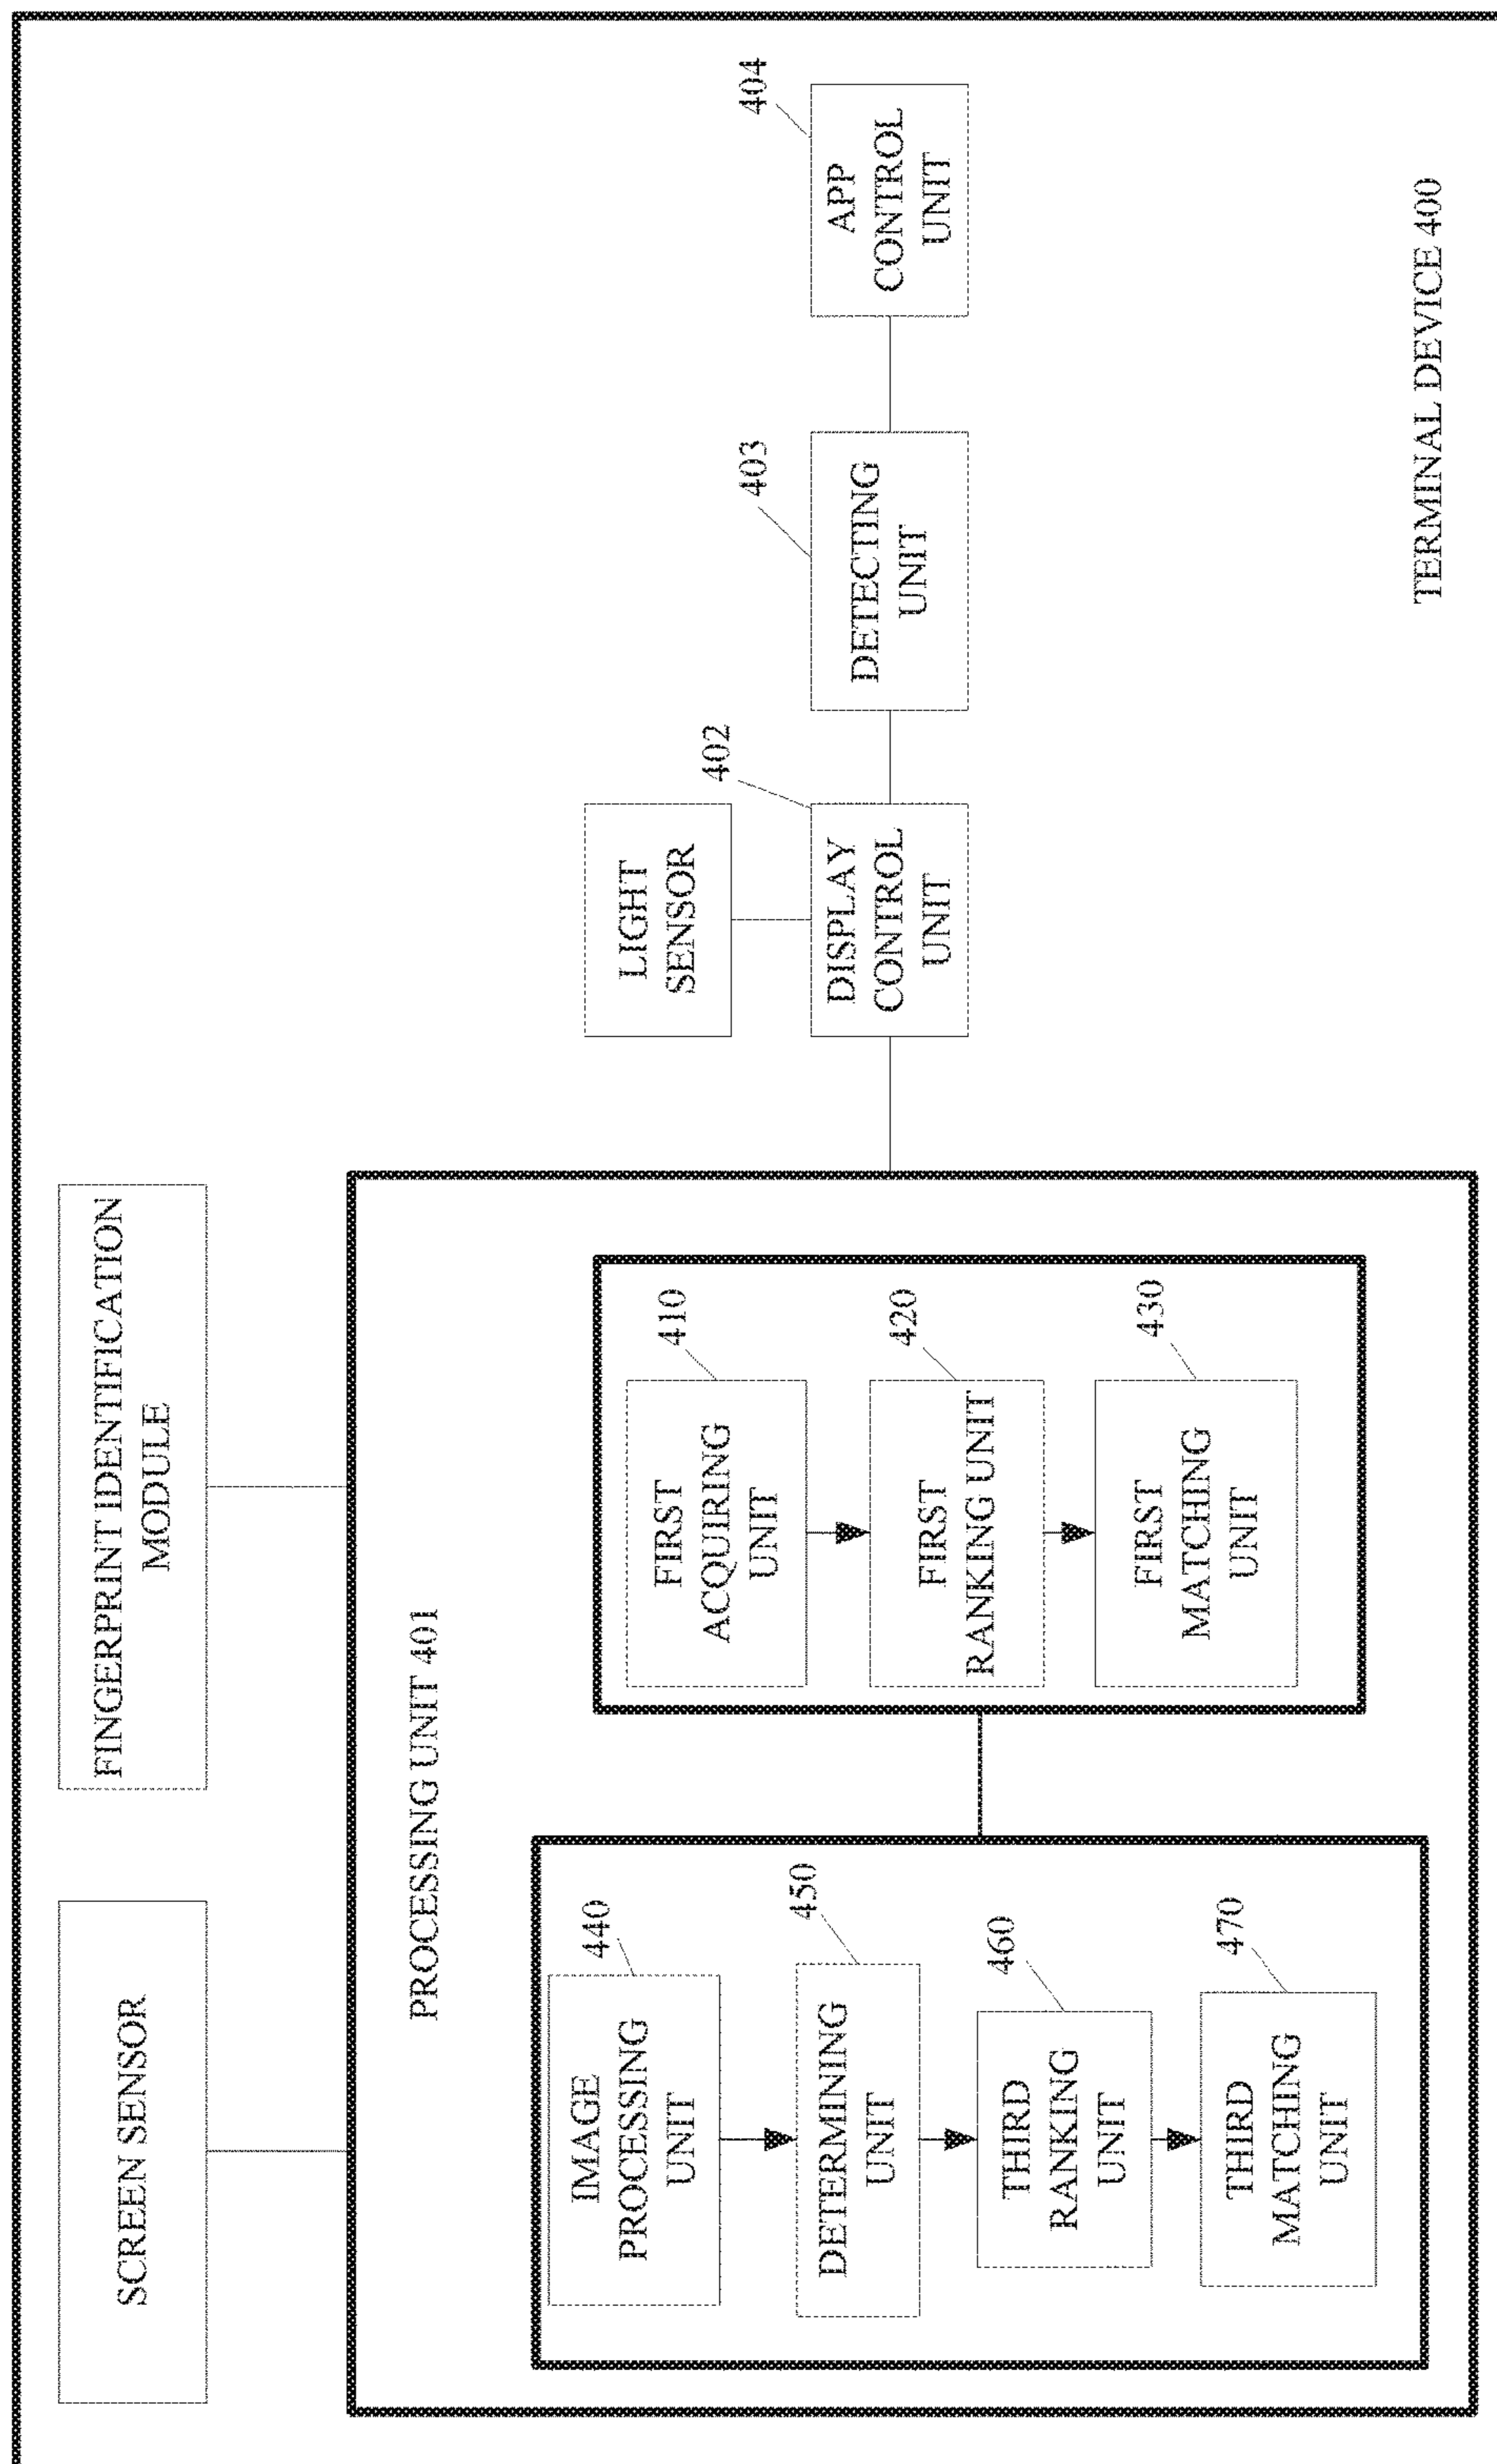 SCREEN SENSOR
FINGERPRINT IDENTIFICATION
MODULE
PROCESSING UNIT 401
440
IMAGE
PROCESSING
UNIT
450
DETERMINING
UNIT
460
THIRD
RANKING
UNIT
470
THIRD
MATCHING
UNIT
410
FIRST
ACQUIRING
UNIT
420
FIRST
RANKING UNIT
430
FIRST
MATCHING
UNIT
LIGHT
SENSOR
402
DISPLAY
CONTROL
UNIT
403
DETECTING
UNIT
404
APP
CONTROL
UNIT
TERMINAL DEVICE 400